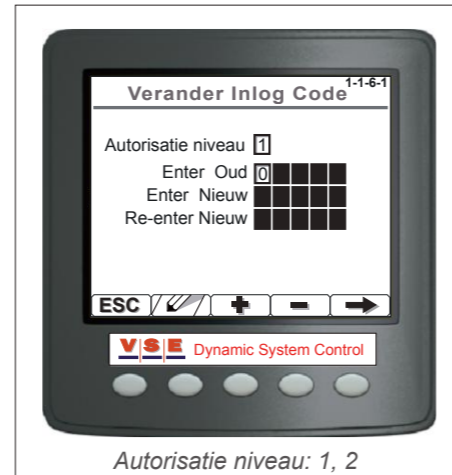 1-1-6-1
Verander Inlog Code
Autorisatie niveau 1
Enter Oud 0
Enter Nieuw
Re-enter Nieuw
ESC + - →
VSE Dynamic System Control
Autorisatie niveau: 1, 2